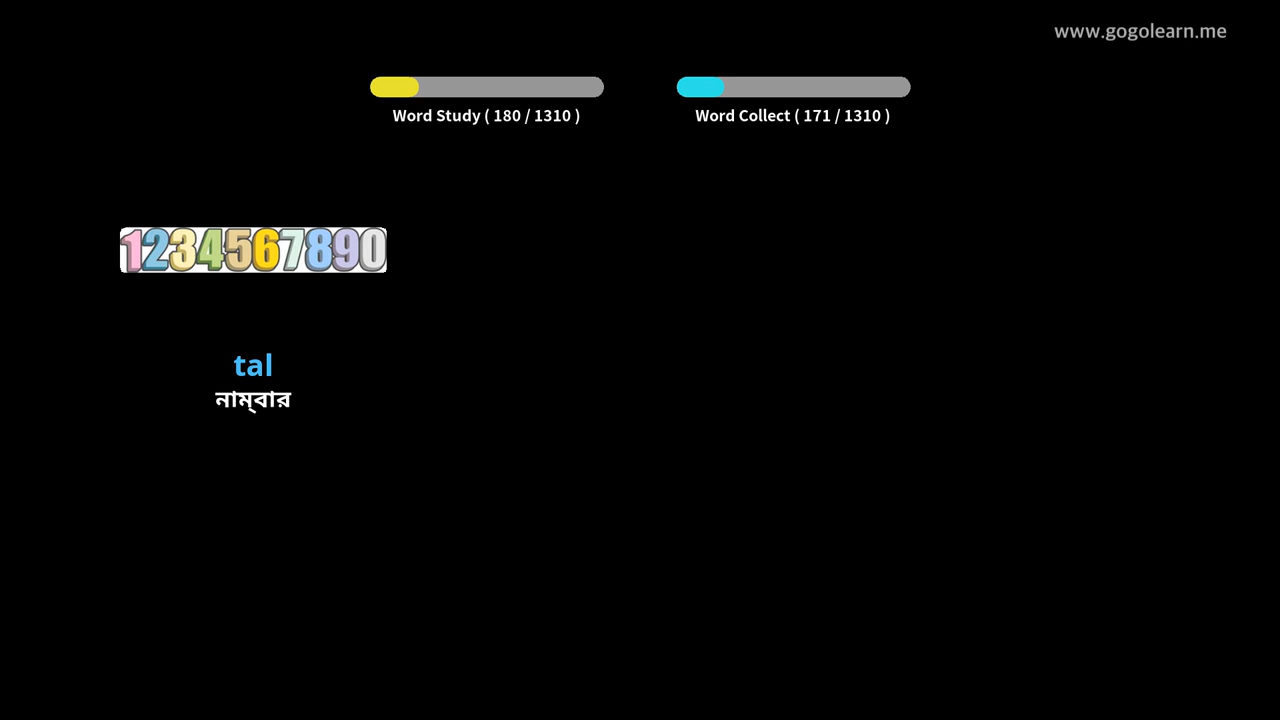 www.gogolearn.me
Word Study ( 180 / 1310 )
Word Collect ( 171 / 1310 )
1234567890
tal
নাম্বার